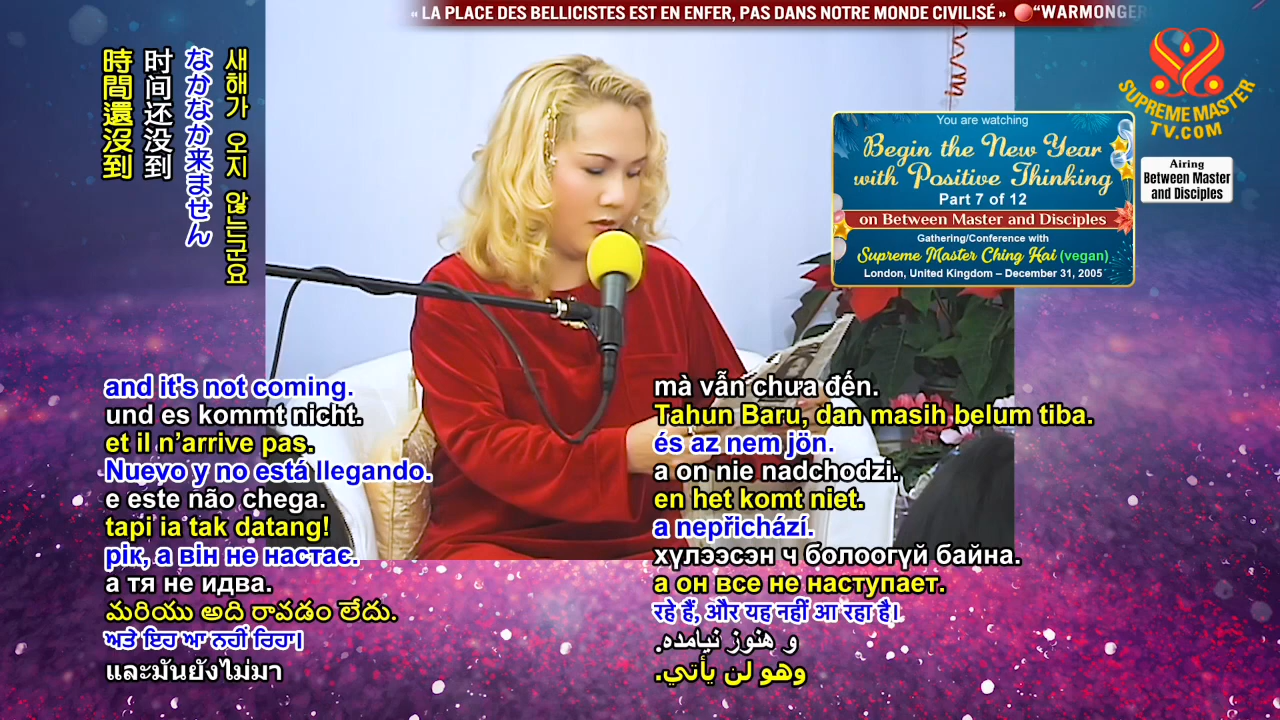 « LA PLACE DES BELLICISTES EST EN ENFER, PAS DANS NOTRE MONDE CIVILISÉ » 🔴“WARMONGER
SUPREME MASTER
TV.COM
You are watching
Begin the New Year
with Positive Thinking
Part 7 of 12
on Between Master and Disciples
Gathering/Conference with
Supreme Master Ching Hai (vegan)
London, United Kingdom – December 31, 2005
Airing
Between Master
and Disciples
새해가 오지 않는군요
なかなか来ません
时间还没到
時間還沒到
and it's not coming.
und es kommt nicht.
et il n’arrive pas.
Nuevo y no está llegando.
e este não chega.
tapi ia tak datang!
рік, а він не настає.
а тя не идва.
మరియు అది రావడం లేదు.
ਅਤੇ ਇਹ ਆ ਨਹੀਂ ਰਿਹਾ।
และมันยังไม่มา
mà vẫn chưa đến.
Tahun Baru, dan masih belum tiba.
és az nem jön.
a on nie nadchodzi.
en het komt niet.
a nepřichází.
хүлээсэн ч болоогүй байна.
а он все не наступает.
रहे हैं, और यह नहीं आ रहा है।
و هنوز نیامده.
وهو لن يأتي.